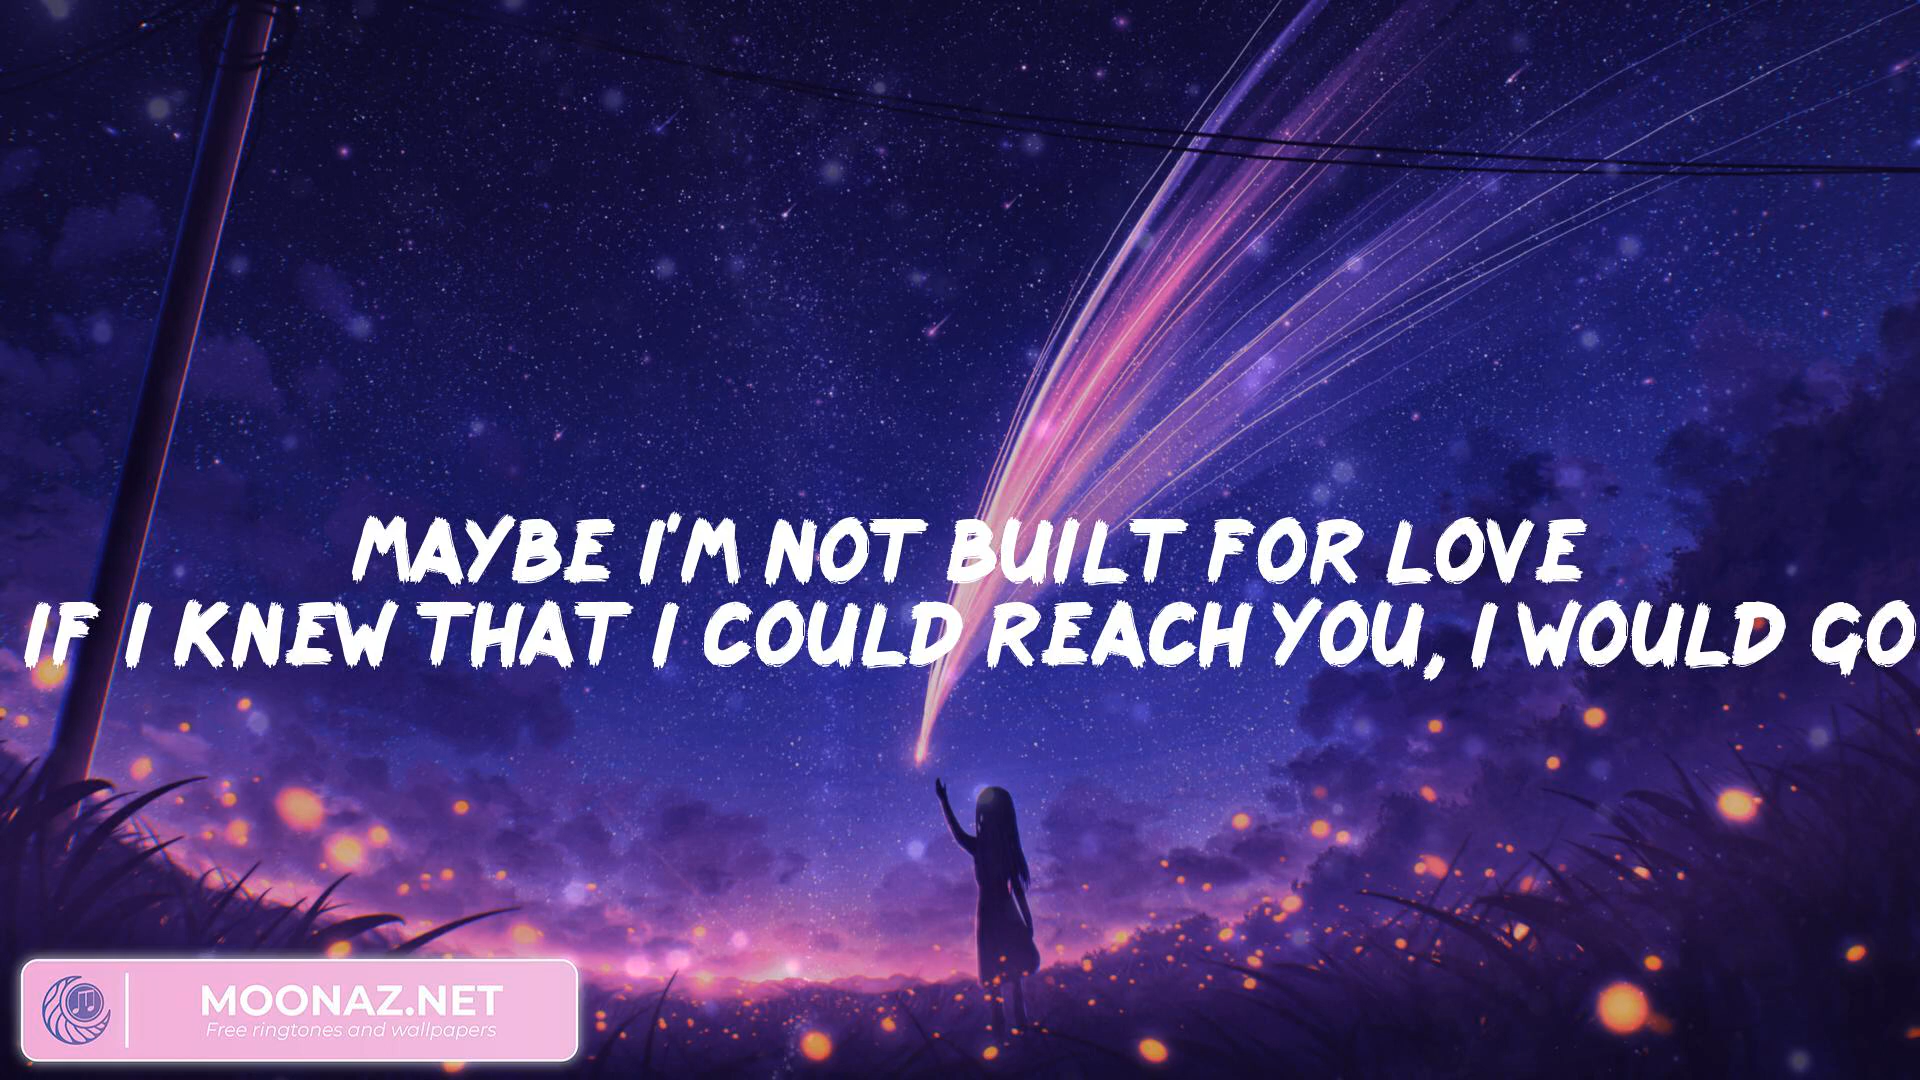 MAYBE I'M NOT BUILT FOR LOVE
IF I KNEW THAT I COULD REACH YOU, I WOULD GO
MOONAZ.NET
Free ringtones and wallpapers